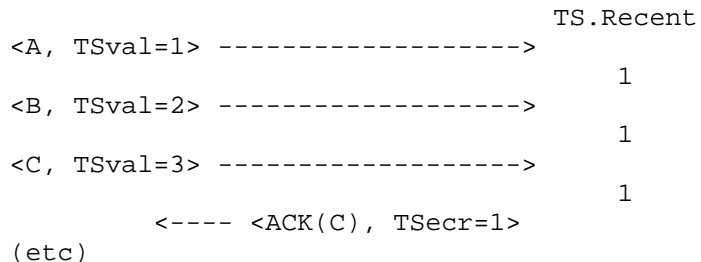 TS.Recent
<A, TSval=1> ------------------->
                                                      1
<B, TSval=2> ------------------->
                                                      1
<C, TSval=3> ------------------->
                                                      1
             <---- <ACK(C), TSecr=1>
(etc)